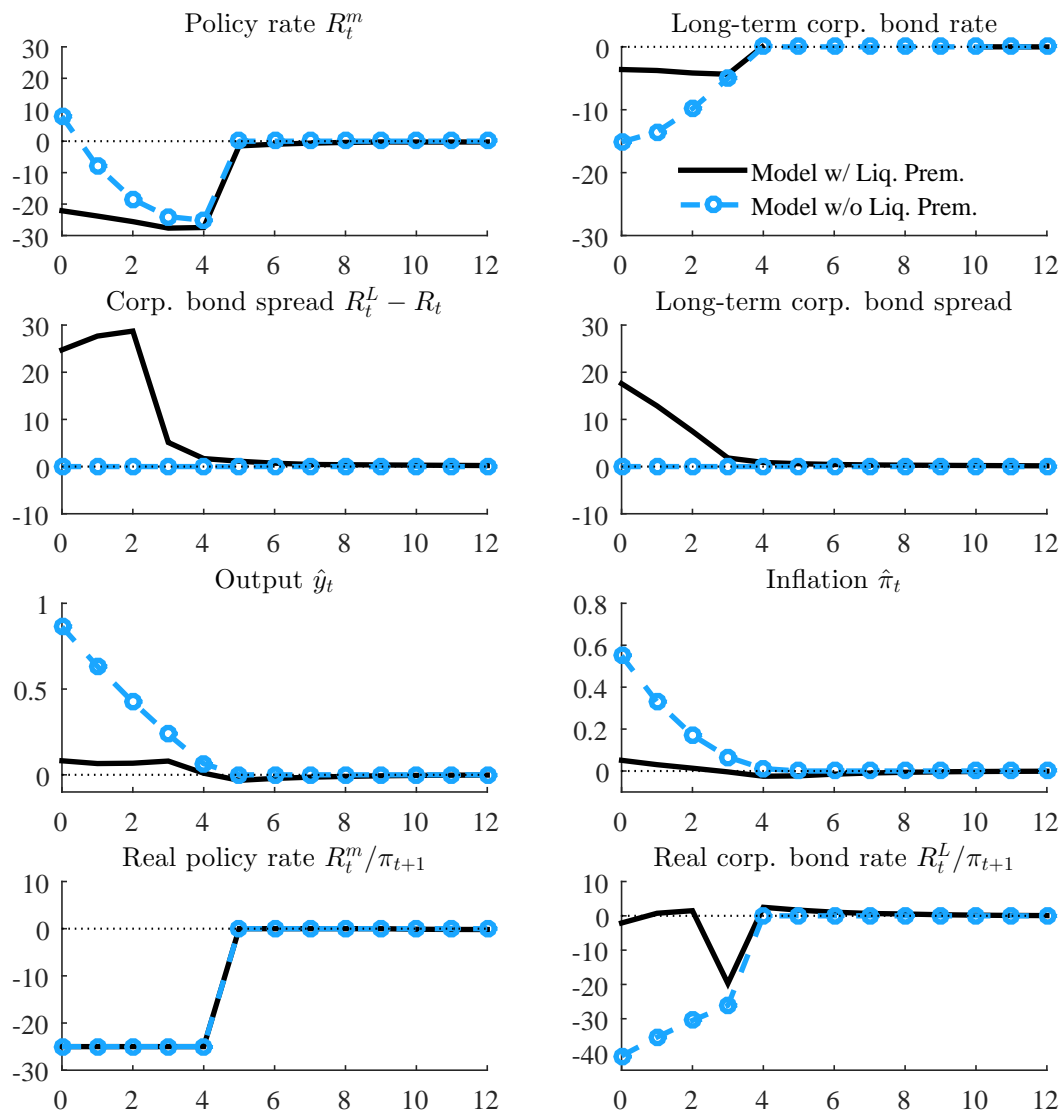 Policy rate $R_t^m$
30
20
10
0
-10
-20
-30
0 2 4 6 8 10 12
Long-term corp. bond rate
0
-10
-20
-30
Model w/ Liq. Prem.
Model w/o Liq. Prem.
0 2 4 6 8 10 12
Corp. bond spread $R_t^L - R_t$
30
20
10
0
-10
0 2 4 6 8 10 12
Long-term corp. bond spread
30
20
10
0
-10
0 2 4 6 8 10 12
Output $\hat{y}_t$
1
0.5
0
0 2 4 6 8 10 12
Inflation $\hat{\pi}_t$
0.8
0.6
0.4
0.2
0
0 2 4 6 8 10 12
Real policy rate $R_t^m/\pi_{t+1}$
10
0
-10
-20
-30
0 2 4 6 8 10 12
Real corp. bond rate $R_t^L/\pi_{t+1}$
10
0
-10
-20
-30
-40
0 2 4 6 8 10 12